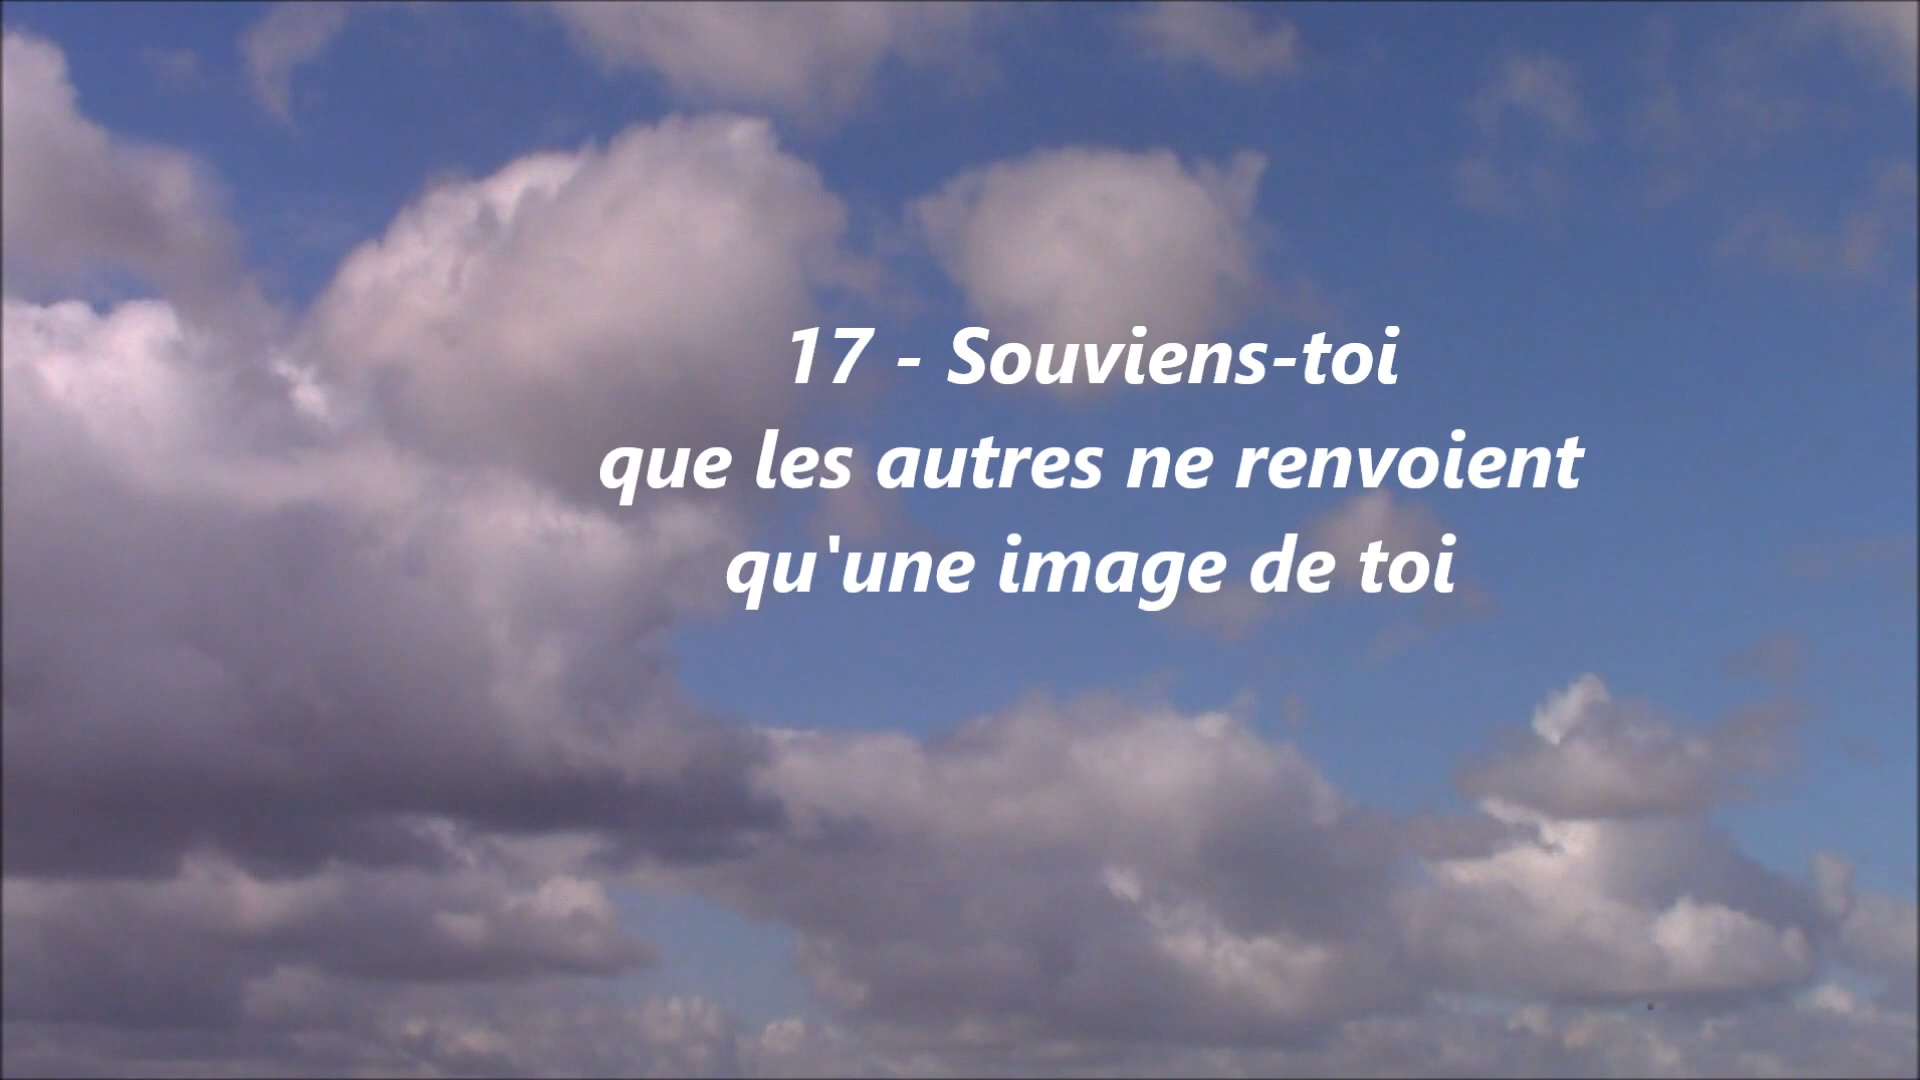 17 - Souviens-toi
que les autres ne renvoient
qu'une image de toi